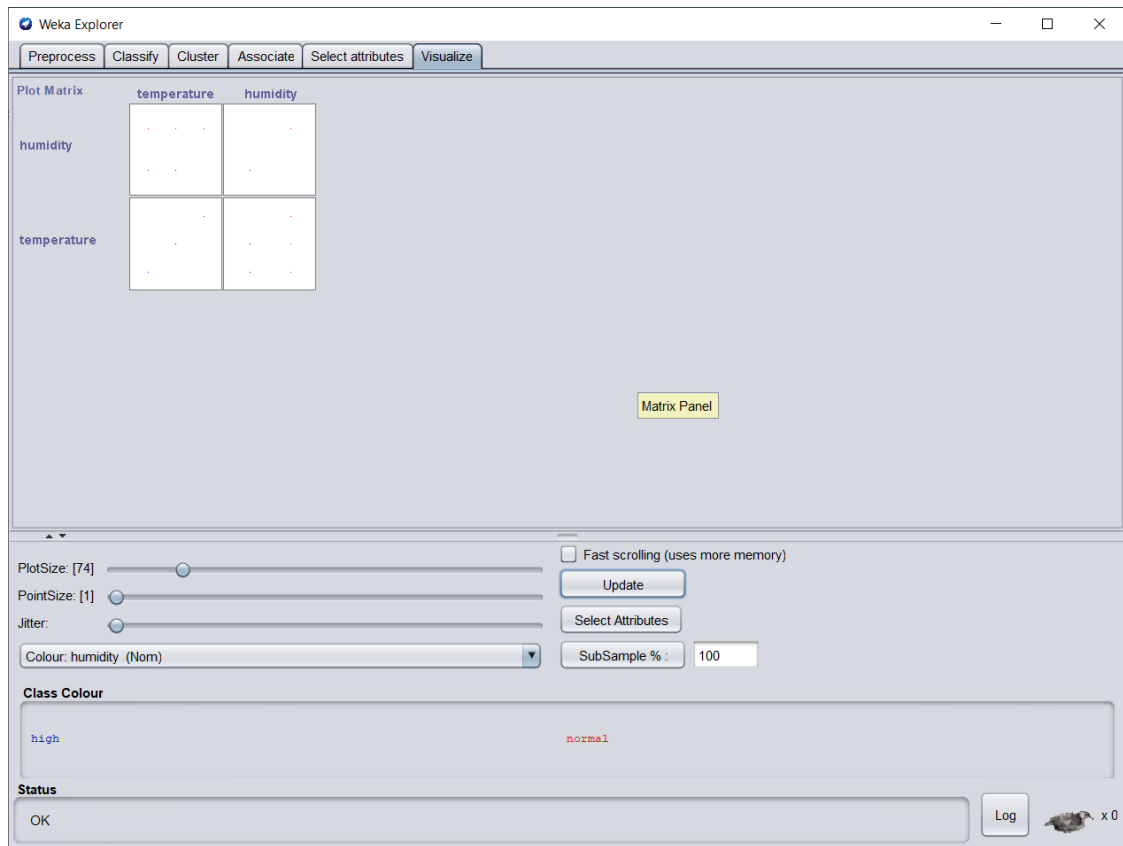 Weka Explorer
Preprocess Classify Cluster Associate Select attributes Visualize
Plot Matrix temperature humidity
humidity
temperature
Matrix Panel
PlotSize: [74]
PointSize: [1]
Jitter:
Colour: humidity (Nom)
Fast scrolling (uses more memory)
Update
Select Attributes
SubSample % : 100
Class Colour
high normal
Status
OK
Log x 0